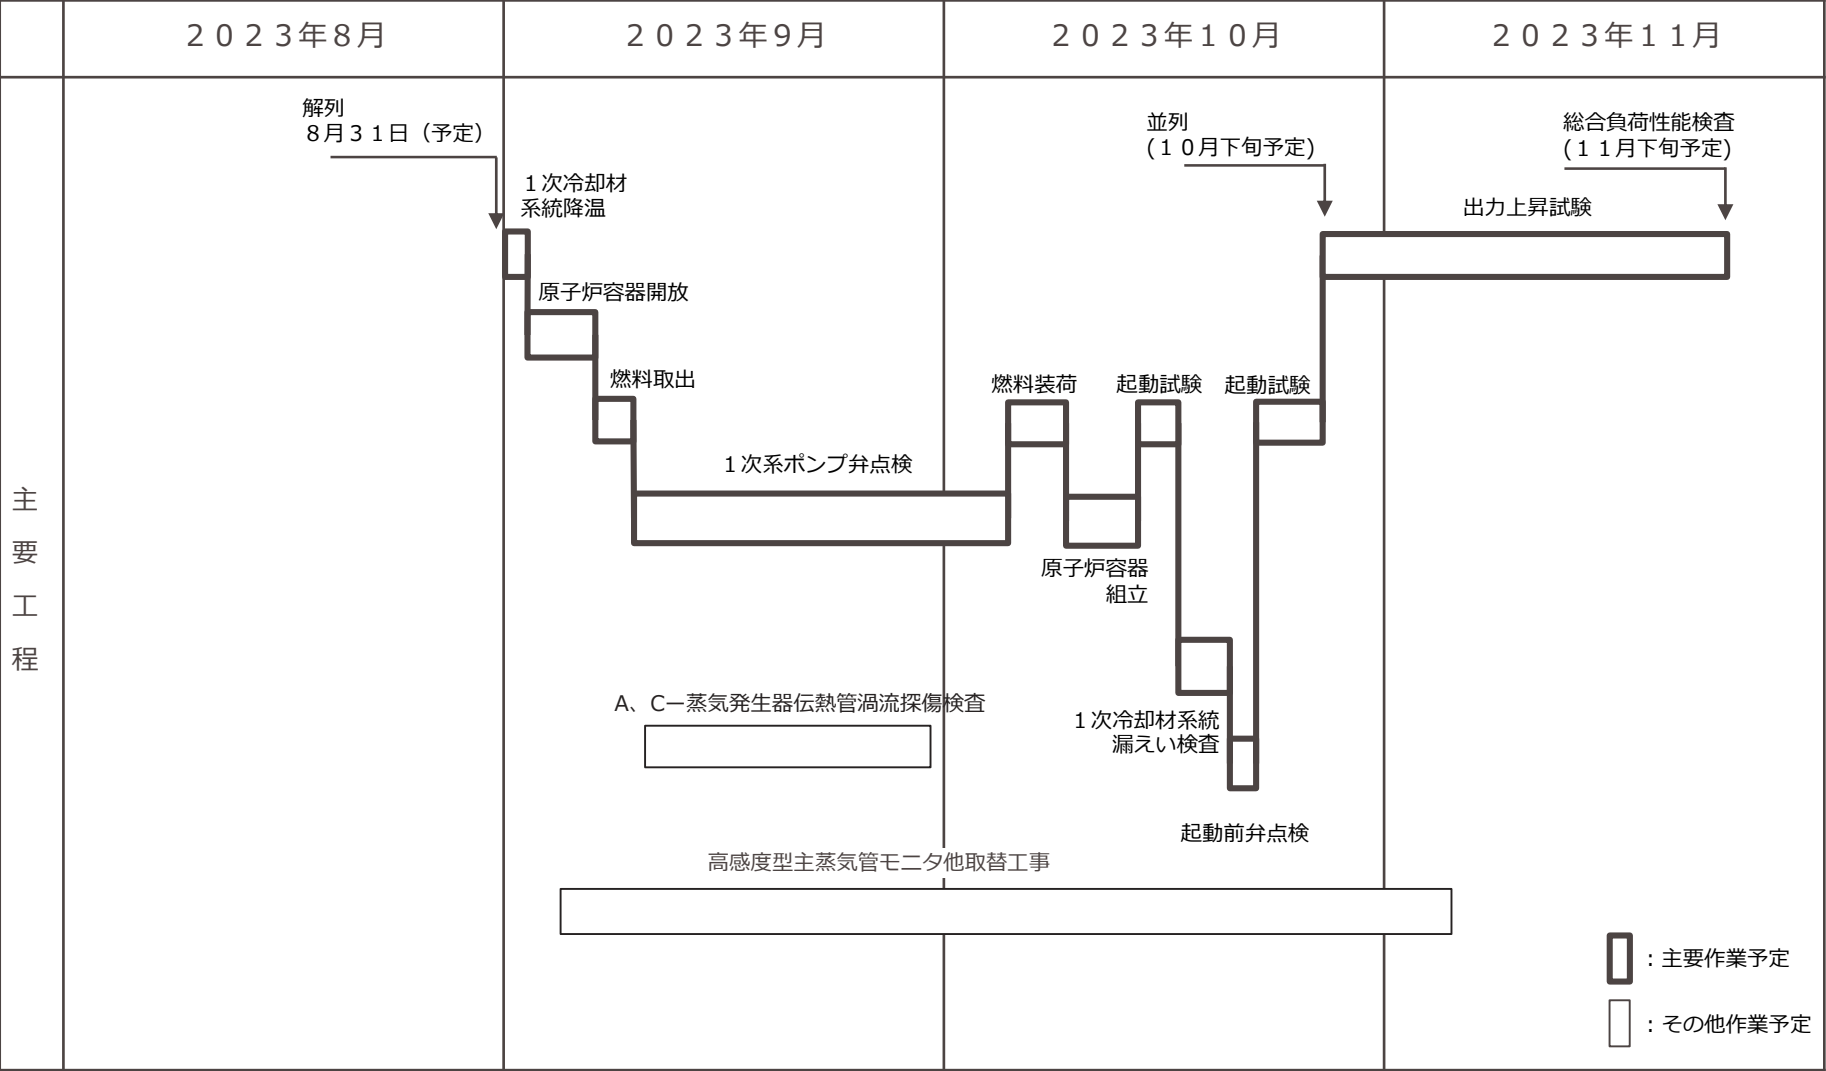 ２０２３年８月
２０２３年９月
２０２３年１０月
２０２３年１１月
主
要
工
程
解列
８月３１日（予定）
１次冷却材
系統降温
原子炉容器開放
燃料取出
１次系ポンプ弁点検
燃料装荷
原子炉容器
組立
起動試験
１次冷却材系統
漏えい検査
起動前弁点検
起動試験
並列
(１０月下旬予定)
出力上昇試験
総合負荷性能検査
(１１月下旬予定)
A、Cー蒸気発生器伝熱管渦流探傷検査
高感度型主蒸気管モニタ他取替工事
：主要作業予定
：その他作業予定